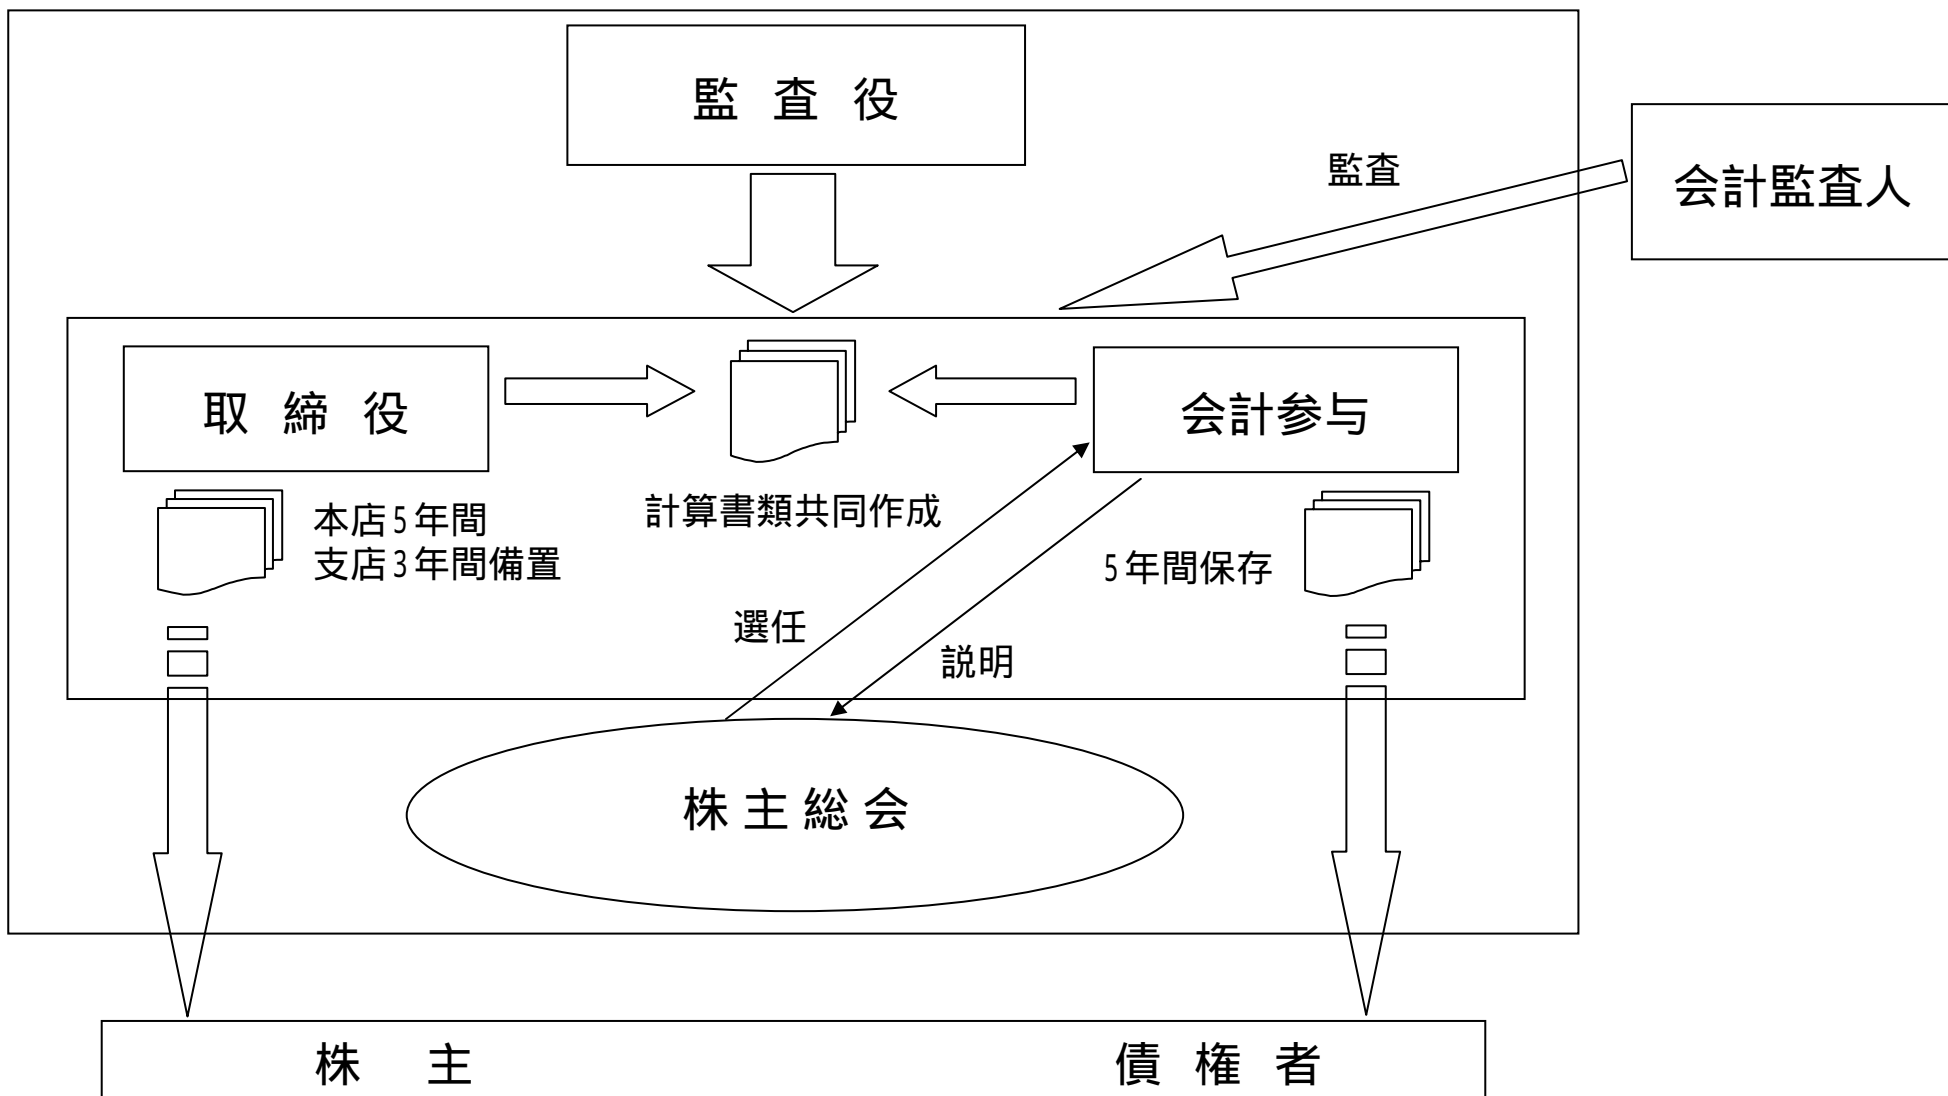 監 査 役
監査
会計監査人
取 締 役
会計参与
本店5年間
支店3年間備置
計算書類共同作成
5年間保存
選任
説明
株主総会
株 主
債 権 者